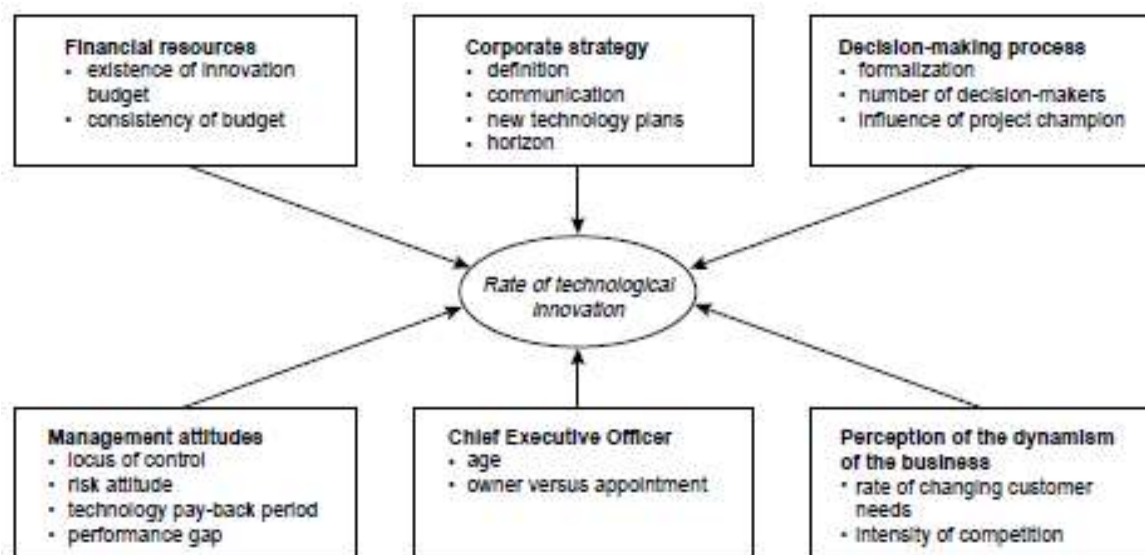 Financial resources
• existence of innovation
budget
• consistency of budget
Corporate strategy
• definition
• communication
• new technology plans
• horizon
Decision-making process
• formalization
• number of decision-makers
• influence of project champion
Rate of technological
innovation
Management attitudes
• locus of control
• risk attitude
• technology pay-back period
• performance gap
Chief Executive Officer
• age
• owner versus appointment
Perception of the dynamism
of the business
• rate of changing customer
needs
• intensity of competition